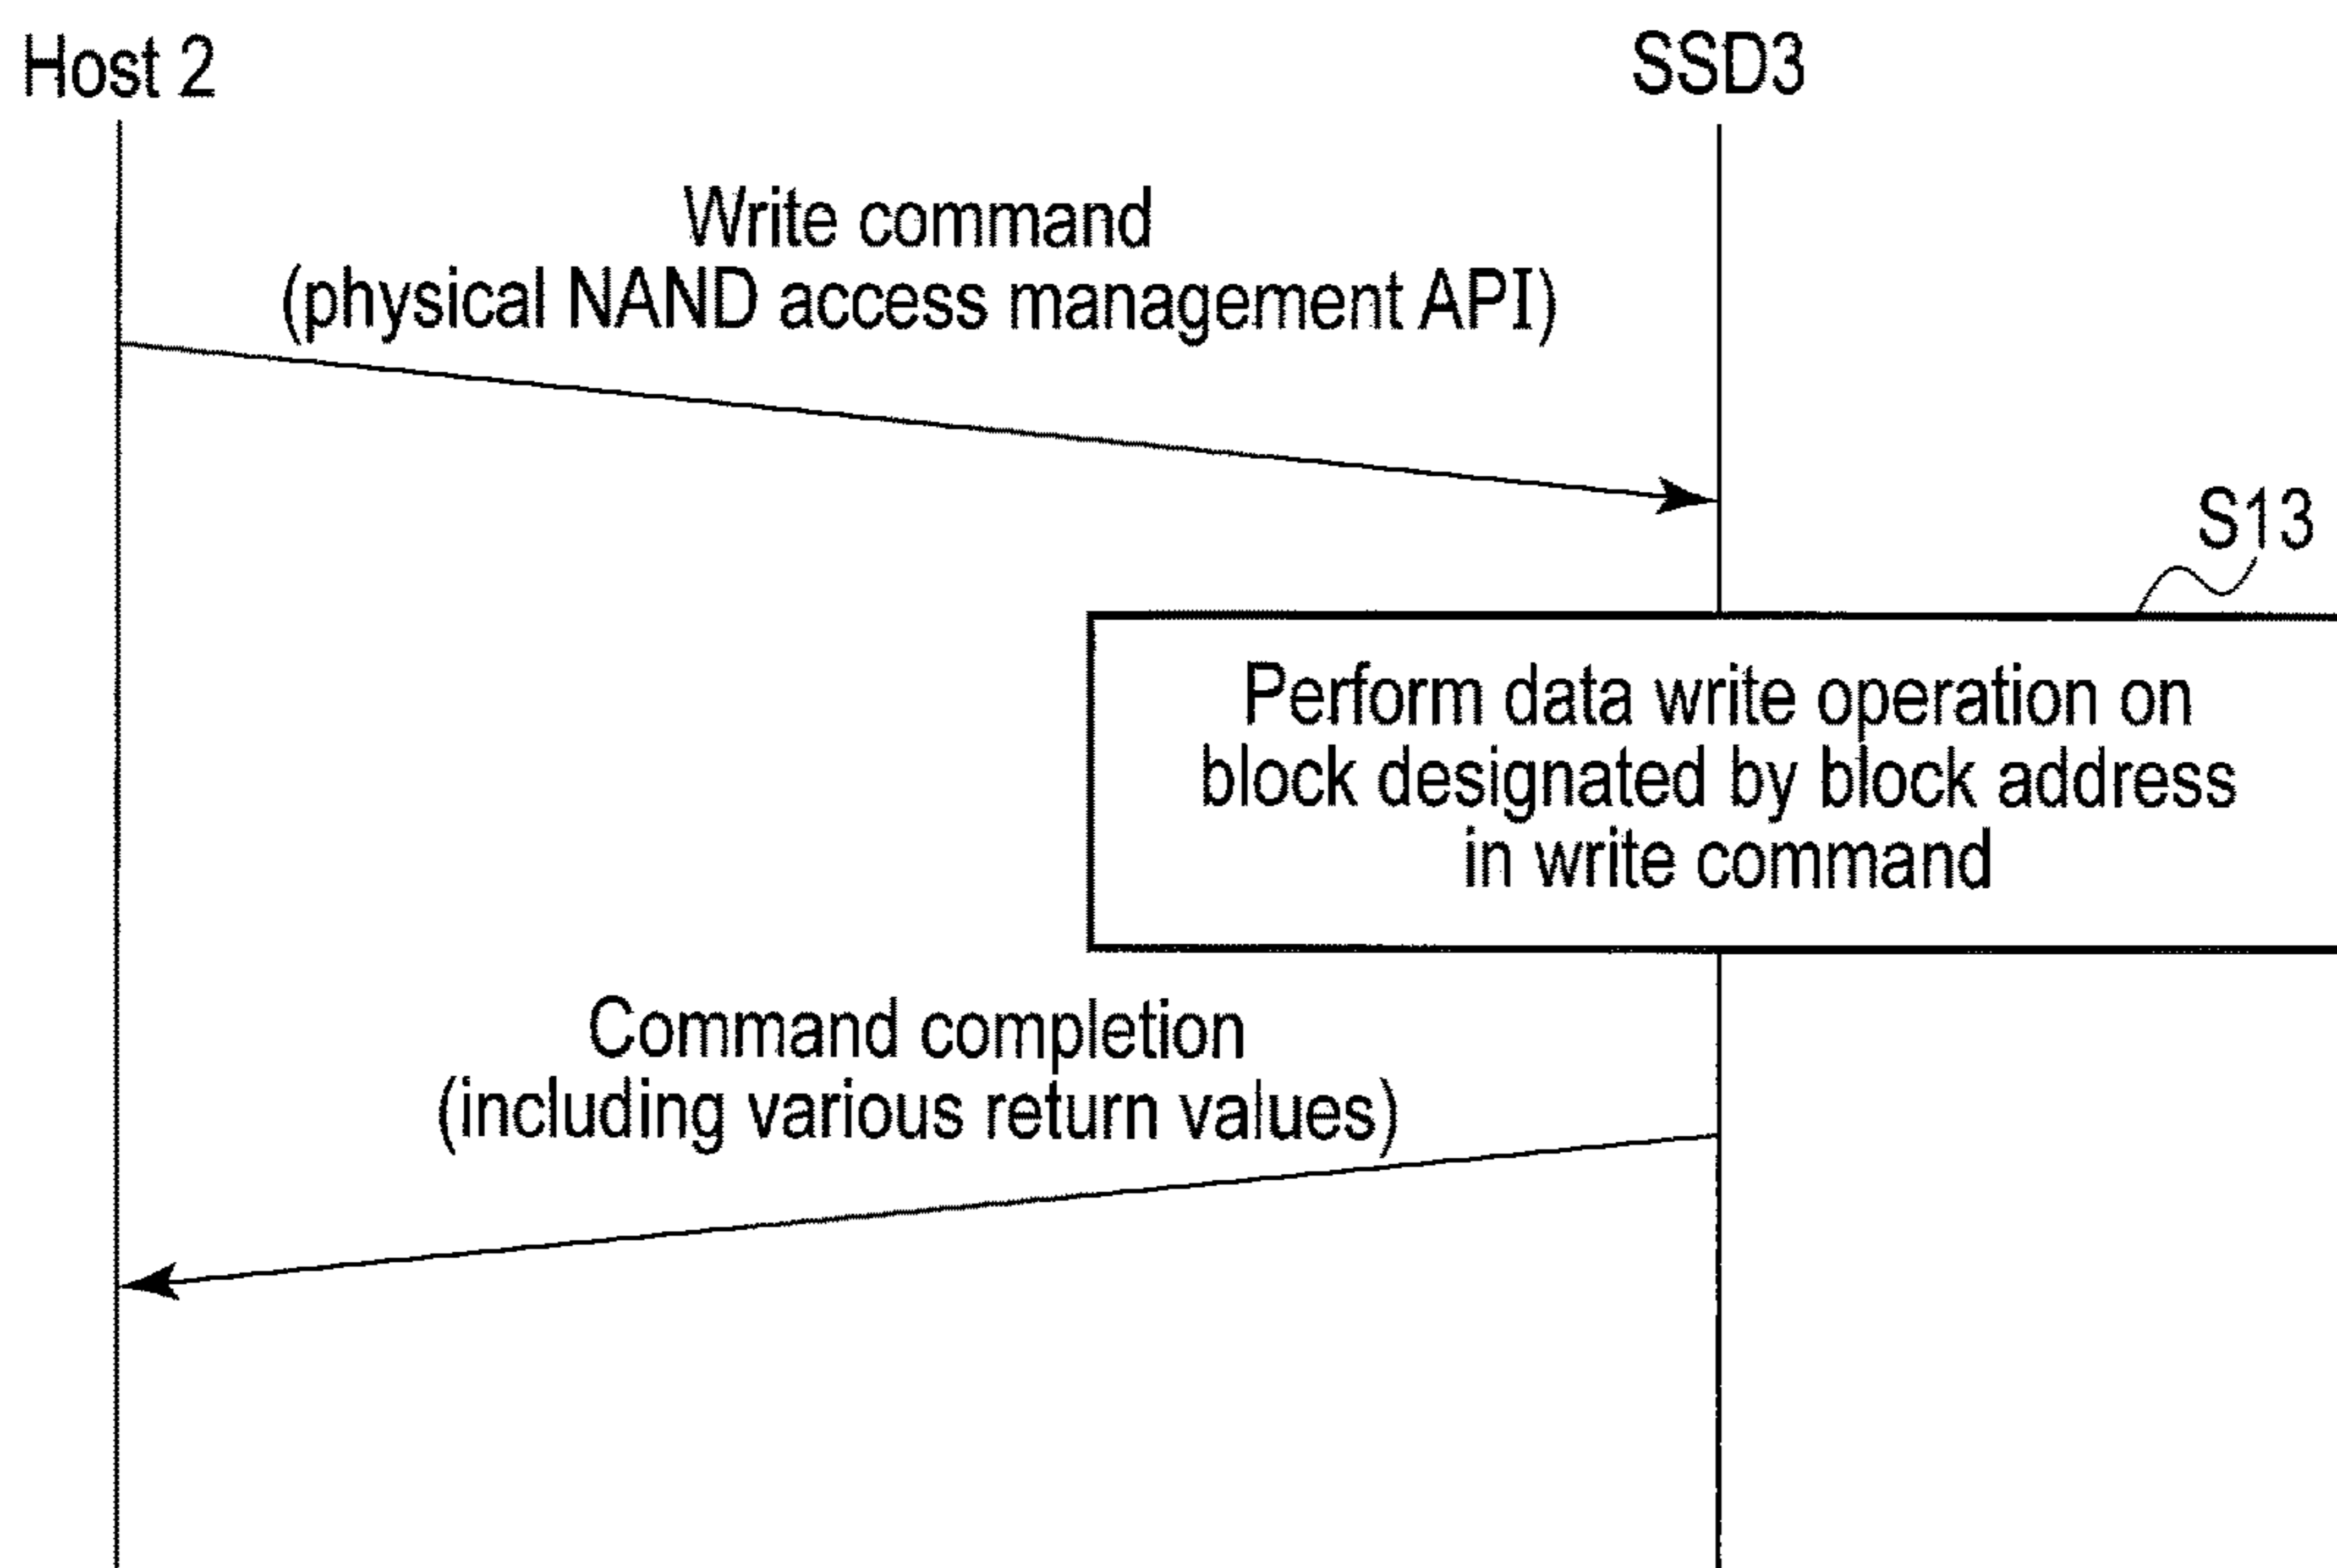 Host 2
SSD3
Write command
(physical NAND access management API)
S13
Perform data write operation on
block designated by block address
in write command
Command completion
(including various return values)